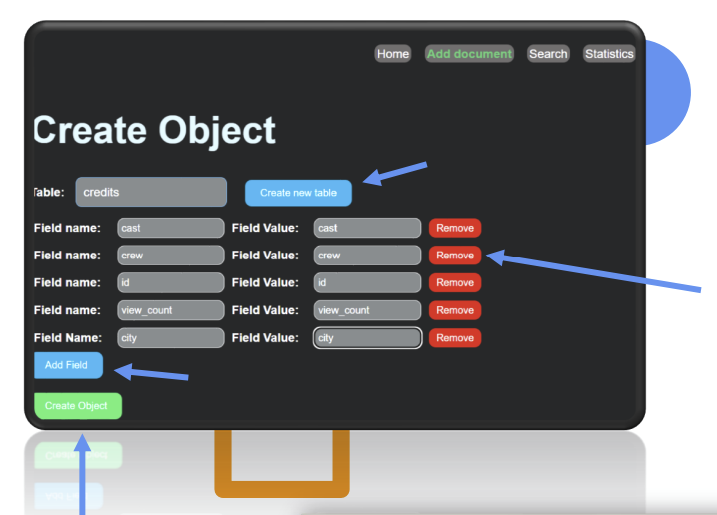 Home Add document Search Statistics
Create Object
Table: credits Create new table
Field name: cast Field Value: cast Remove
Field name: crew Field Value: crew Remove
Field name: id Field Value: id Remove
Field name: view_count Field Value: view_count Remove
Field Name: city Field Value: city Remove
Add Field
Create Object